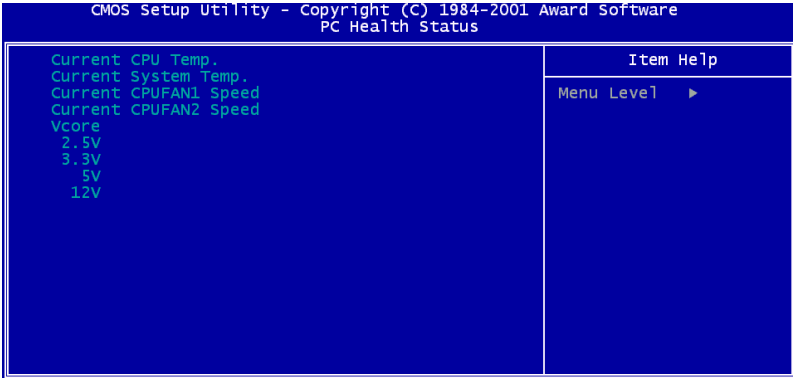 CMOS Setup Utility - Copyright (C) 1984-2001 Award Software
PC Health Status
Current CPU Temp.
Current System Temp.
Current CPUFAN1 Speed
Current CPUFAN2 Speed
Vcore
2.5V
3.3V
5V
12V
Item Help
Menu Level ►